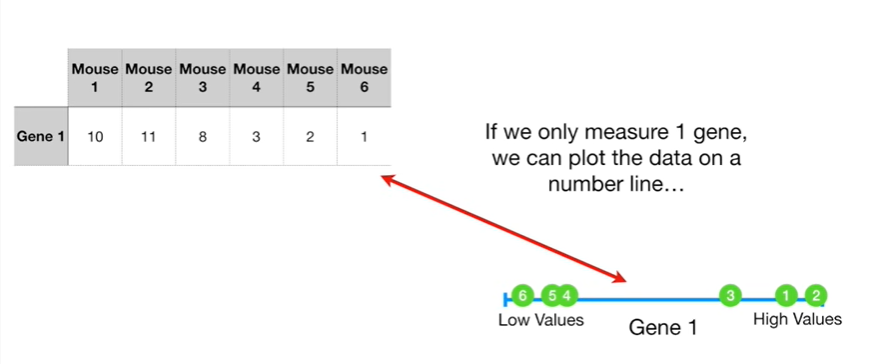 Mouse 1 Mouse 2 Mouse 3 Mouse 4 Mouse 5 Mouse 6
Gene 1 10 11 8 3 2 1
If we only measure 1 gene,
we can plot the data on a
number line…
6 5 4 3 1 2
Low Values Gene 1 High Values